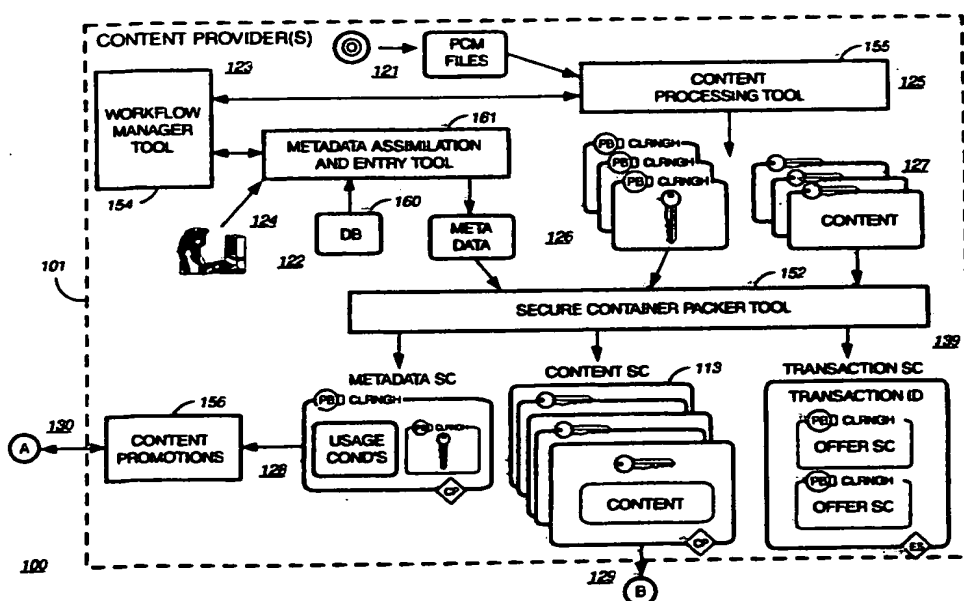 CONTENT PROVIDER(S)
121
PCM
FILES
155
CONTENT
PROCESSING TOOL
125
123
WORKFLOW
MANAGER
TOOL
154
161
METADATA ASSIMILATION
AND ENTRY TOOL
124
122
160
DB
META
DATA
126
PB CLRNGH
PB CLRNGH
PB CLRNGH
127
CONTENT
101
152
SECURE CONTAINER PACKER TOOL
139
METADATA SC
PB CLRNGH
USAGE
COND'S
PB CLRNGH
CP
CONTENT SC
113
CONTENT
CP
TRANSACTION SC
TRANSACTION ID
PB CLRNGH
OFFER SC
PB CLRNGH
OFFER SC
ES
156
CONTENT
PROMOTIONS
130
A
128
100
129
B